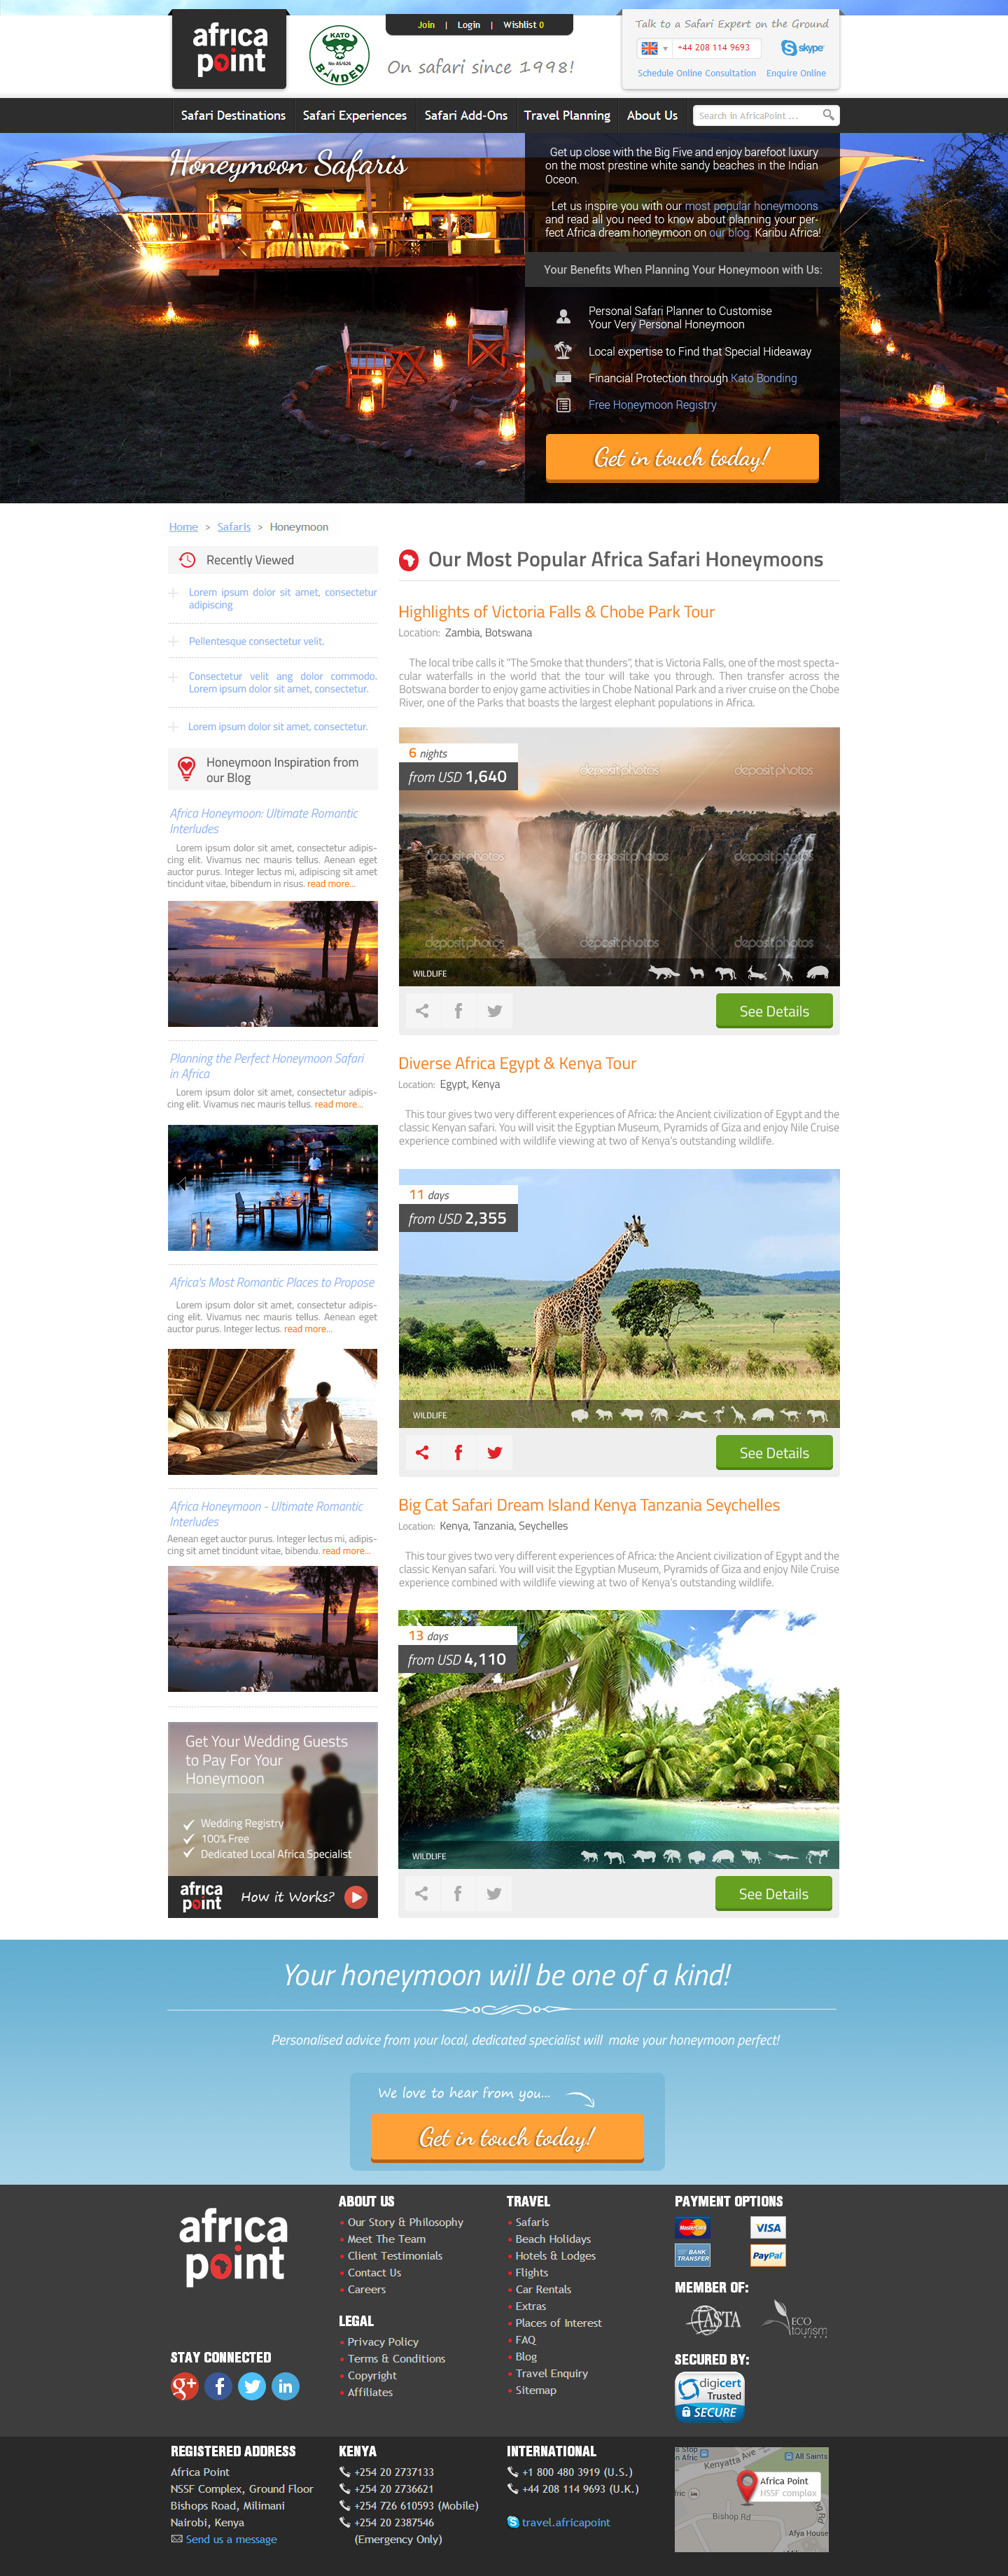 africa
point
KATO
No: AS/626
B NDED
Join | Login | Wishlist 0
On safari since 1998!
Talk to a Safari Expert on the Ground
+44 208 114 9693
skype
Schedule Online Consultation Enquire Online
Safari Destinations Safari Experiences Safari Add-Ons Travel Planning About Us
Search in AfricaPoint ...
Honeymoon Safaris
Get up close with the Big Five and enjoy barefoot luxury
on the most prestine white sandy beaches in the Indian
Oceon.
Let us inspire you with our most popular honeymoons
and read all you need to know about planning your per-
fect Africa dream honeymoon on our blog. Karibu Africa!
Your Benefits When Planning Your Honeymoon with Us:
Personal Safari Planner to Customise
Your Very Personal Honeymoon
Local expertise to Find that Special Hideaway
Financial Protection through Kato Bonding
Free Honeymoon Registry
Get in touch today!
Home > Safaris > Honeymoon
Recently Viewed
Lorem ipsum dolor sit amet, consectetur
adipiscing
Pellentesque consectetur velit.
Consectetur velit ang dolor commodo.
Lorem ipsum dolor sit amet, consectetur.
Lorem ipsum dolor sit amet, consectetur.
Honeymoon Inspiration from
our Blog
Africa Honeymoon: Ultimate Romantic
Interludes
Lorem ipsum dolor sit amet, consectetur adipis-
cing elit. Vivamus nec mauris tellus. Aenean eget
auctor purus. Integer lectus mi, adipiscing sit amet
tincidunt vitae, bibendum in risus. read more...
Planning the Perfect Honeymoon Safari
in Africa
Lorem ipsum dolor sit amet, consectetur adipis-
cing elit. Vivamus nec mauris tellus. read more...
Africa's Most Romantic Places to Propose
Lorem ipsum dolor sit amet, consectetur adipis-
cing elit. Vivamus nec mauris tellus. Aenean eget
auctor purus. Integer lectus. read more...
Africa Honeymoon - Ultimate Romantic
Interludes
Aenean eget auctor purus. Integer lectus mi, adipis-
cing sit amet tincidunt vitae, bibendu. read more...
Get Your Wedding Guests
to Pay For Your
Honeymoon
Wedding Registry
100% Free
Dedicated Local Africa Specialist
africa
point
How it Works?
Our Most Popular Africa Safari Honeymoons
Highlights of Victoria Falls & Chobe Park Tour
Location: Zambia, Botswana
The local tribe calls it "The Smoke that thunders", that is Victoria Falls, one of the most specta-
cular waterfalls in the world that the tour will take you through. Then transfer across the
Botswana border to enjoy game activities in Chobe National Park and a river cruise on the Chobe
River, one of the Parks that boasts the largest elephant populations in Africa.
6 nights
from USD 1,640
depositphotos depositphotos
depositphotos depositphotos depositphotos
depositphotos depositphotos depositphotos
WILDLIFE
See Details
Diverse Africa Egypt & Kenya Tour
Location: Egypt, Kenya
This tour gives two very different experiences of Africa: the Ancient civilization of Egypt and the
classic Kenyan safari. You will visit the Egyptian Museum, Pyramids of Giza and enjoy Nile Cruise
experience combined with wildlife viewing at two of Kenya's outstanding wildlife.
11 days
from USD 2,355
WILDLIFE
See Details
Big Cat Safari Dream Island Kenya Tanzania Seychelles
Location: Kenya, Tanzania, Seychelles
This tour gives two very different experiences of Africa: the Ancient civilization of Egypt and the
classic Kenyan safari. You will visit the Egyptian Museum, Pyramids of Giza and enjoy Nile Cruise
experience combined with wildlife viewing at two of Kenya's outstanding wildlife.
13 days
from USD 4,110
WILDLIFE
See Details
Your honeymoon will be one of a kind!
Personalised advice from your local, dedicated specialist will make your honeymoon perfect!
We love to hear from you...
Get in touch today!
africa
point
STAY CONNECTED
g+ f in
ABOUT US
Our Story & Philosophy
Meet The Team
Client Testimonials
Contact Us
Careers
LEGAL
Privacy Policy
Terms & Conditions
Copyright
Affiliates
TRAVEL
Safaris
Beach Holidays
Hotels & Lodges
Flights
Car Rentals
Extras
Places of Interest
FAQ
Blog
Travel Enquiry
Sitemap
PAYMENT OPTIONS
MasterCard VISA
BANK
TRANSFER
PayPal
MEMBER OF:
ASTA
ECO
tourism
SECURED BY:
digicert
Trusted
SECURE
REGISTERED ADDRESS
Africa Point
NSSF Complex, Ground Floor
Bishops Road, Milimani
Nairobi, Kenya
Send us a message
KENYA
+254 20 2737133
+254 20 2736621
+254 726 610593 (Mobile)
+254 20 2387546
(Emergency Only)
INTERNATIONAL
+1 800 480 3919 (U.S.)
+44 208 114 9693 (U.K.)
travel.africapoint
Kenyatta Ave
All Saints
Africa Point
NSSF complex
Bishop Rd
Afya House